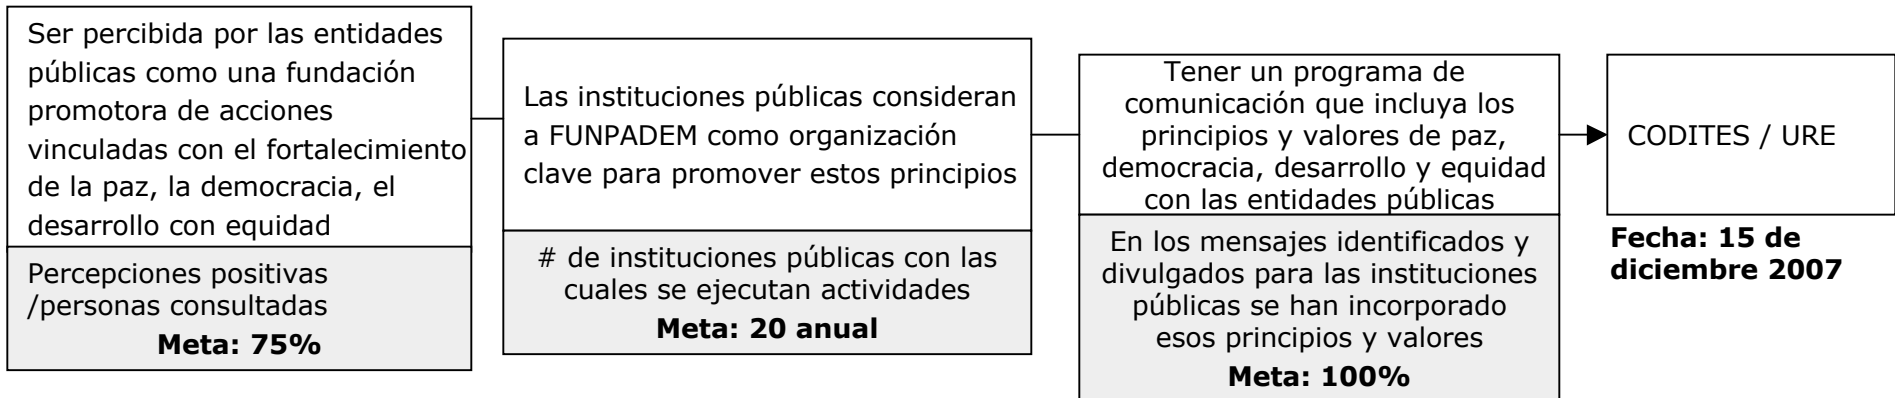 Ser percibida por las entidades
públicas como una fundación
promotora de acciones
vinculadas con el fortalecimiento
de la paz, la democracia, el
desarrollo con equidad
Percepciones positivas
/personas consultadas
Meta: 75%
Las instituciones públicas consideran
a FUNPADEM como organización
clave para promover estos principios
# de instituciones públicas con las
cuales se ejecutan actividades
Meta: 20 anual
Tener un programa de
comunicación que incluya los
principios y valores de paz,
democracia, desarrollo y equidad
con las entidades públicas
En los mensajes identificados y
divulgados para las instituciones
públicas se han incorporado
esos principios y valores
Meta: 100%
CODITES / URE
Fecha: 15 de
diciembre 2007